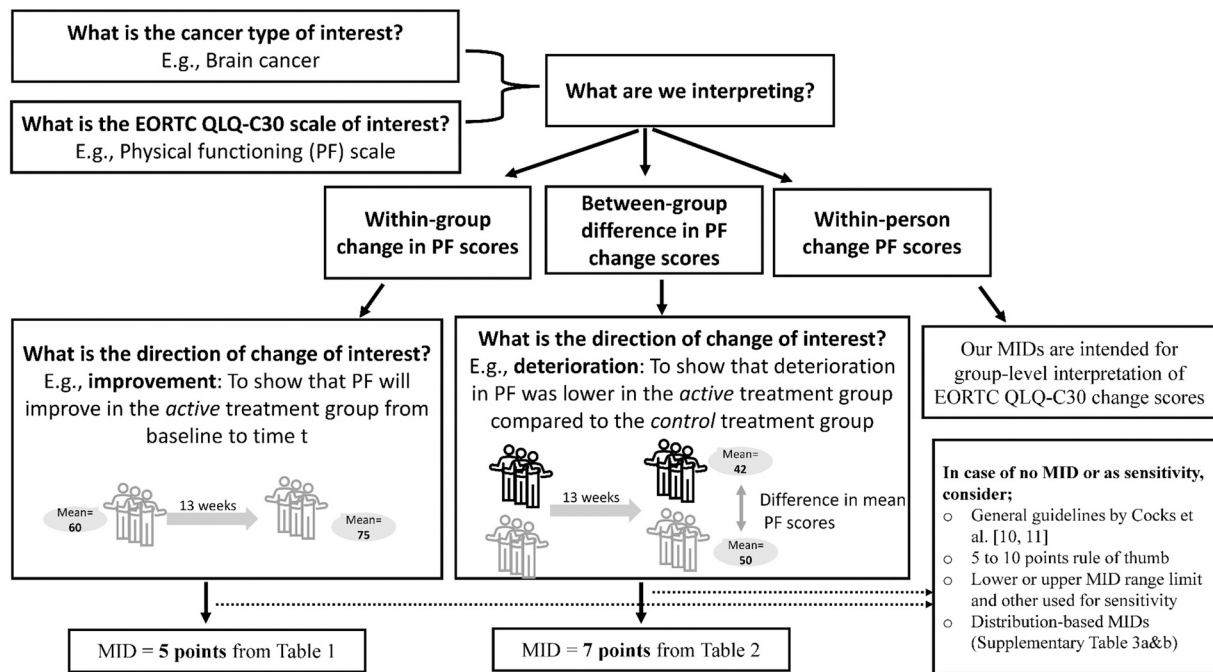 What is the cancer type of interest?
E.g., Brain cancer
What is the EORTC QLQ-C30 scale of interest?
E.g., Physical functioning (PF) scale
What are we interpreting?
Within-group
change in PF scores
Between-group
difference in PF
change scores
Within-person
change PF scores
What is the direction of change of interest?
E.g., improvement: To show that PF will
improve in the active treatment group from
baseline to time t
Mean=
60
13 weeks
Mean=
75
What is the direction of change of interest?
E.g., deterioration: To show that deterioration
in PF was lower in the active treatment group
compared to the control treatment group
13 weeks
Mean=
42
Difference in mean
PF scores
Mean=
50
Our MIDs are intended for
group-level interpretation of
EORTC QLQ-C30 change scores
In case of no MID or as sensitivity,
consider;
o General guidelines by Cocks
et al. [10, 11]
o 5 to 10 points rule of thumb
o Lower or upper MID range limit
and other used for sensitivity
o Distribution-based MIDs
(Supplementary Table 3a&b)
MID = 5 points from Table 1
MID = 7 points from Table 2